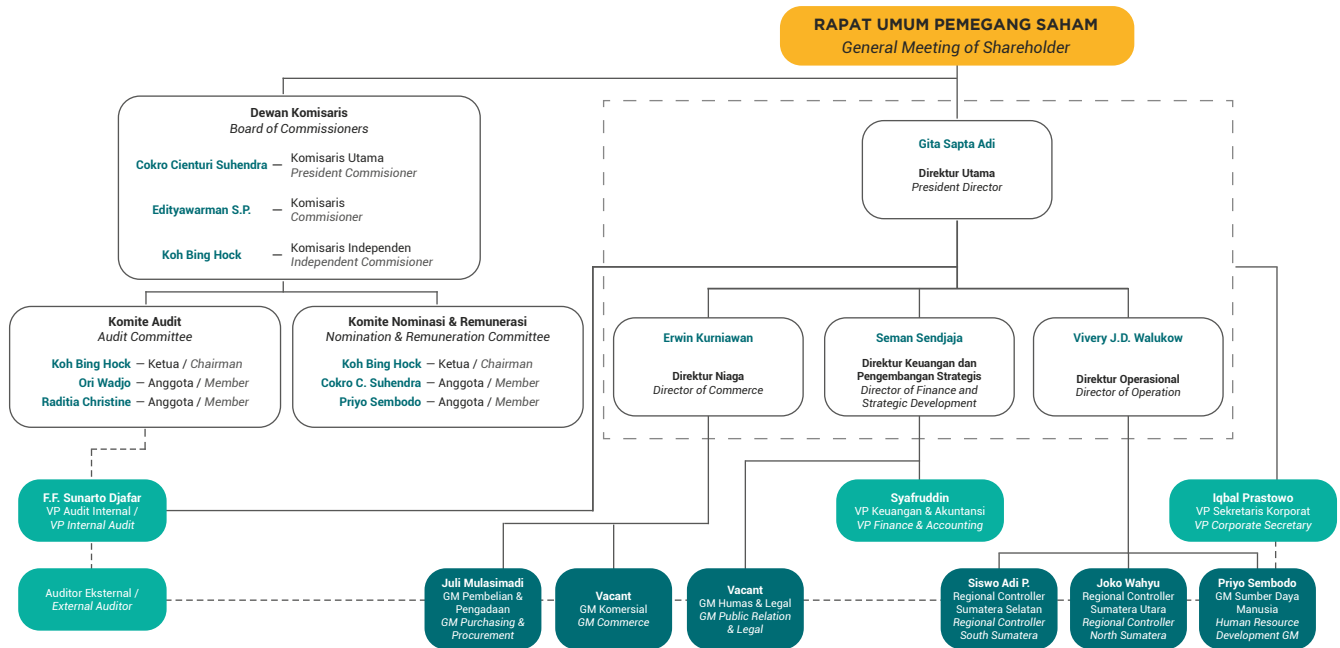 RAPAT UMUM PEMEGANG SAHAM
General Meeting of Shareholder
Dewan Komisaris
Board of Commissioners
Cokro Cienturi Suhendra — Komisaris Utama
President Commisioner
Edityawarman S.P. — Komisaris
Commisioner
Koh Bing Hock — Komisaris Independen
Independent Commisioner
Gita Sapta Adi
Direktur Utama
President Director
Komite Audit
Audit Committee
Koh Bing Hock — Ketua / Chairman
Ori Wadjo — Anggota / Member
Raditia Christine — Anggota / Member
Komite Nominasi & Remunerasi
Nomination & Remuneration Committee
Koh Bing Hock — Ketua / Chairman
Cokro C. Suhendra — Anggota / Member
Priyo Sembodo — Anggota / Member
Erwin Kurniawan
Direktur Niaga
Director of Commerce
Seman Sendjaja
Direktur Keuangan dan
Pengembangan Strategis
Director of Finance and
Strategic Development
Vivery J.D. Walukow
Direktur Operasional
Director of Operation
F.F. Sunarto Djafar
VP Audit Internal /
VP Internal Audit
Syafruddin
VP Keuangan & Akuntansi
VP Finance & Accounting
Iqbal Prastowo
VP Sekretaris Korporat
VP Corporate Secretary
Auditor Eksternal /
External Auditor
Juli Mulasimadi
GM Pembelian &
Pengadaan
GM Purchasing &
Procurement
Vacant
GM Komersial
GM Commerce
Vacant
GM Humas & Legal
GM Public Relation
& Legal
Siswo Adi P.
Regional Controller
Sumatera Selatan
Regional Controller
South Sumatera
Joko Wahyu
Regional Controller
Sumatera Utara
Regional Controller
North Sumatera
Priyo Sembodo
GM Sumber Daya
Manusia
Human Resource
Development GM